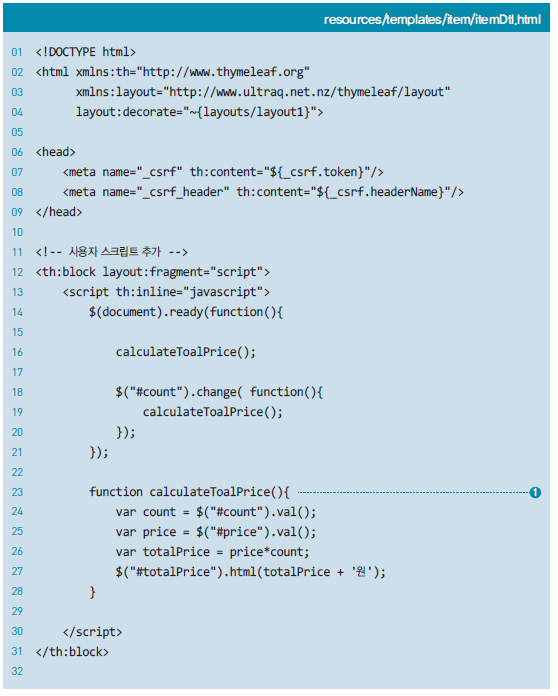 resources/templates/item/itemDtl.html
01 <!DOCTYPE html>
02 <html xmlns:th="http://www.thymeleaf.org"
03       xmlns:layout="http://www.ultraq.net.nz/thymeleaf/layout"
04       layout:decorate="~{layouts/layout1}">
05
06 <head>
07     <meta name="_csrf" th:content="${_csrf.token}"/>
08     <meta name="_csrf_header" th:content="${_csrf.headerName}"/>
09 </head>
10
11 <!-- 사용자 스크립트 추가 -->
12 <th:block layout:fragment="script">
13     <script th:inline="javascript">
14         $(document).ready(function(){
15
16             calculateToalPrice();
17
18             $("#count").change( function(){
19                 calculateToalPrice();
20             });
21         });
22
23         function calculateToalPrice(){ ❶
24             var count = $("#count").val();
25             var price = $("#price").val();
26             var totalPrice = price*count;
27             $("#totalPrice").html(totalPrice + '원');
28         }
29
30     </script>
31 </th:block>
32